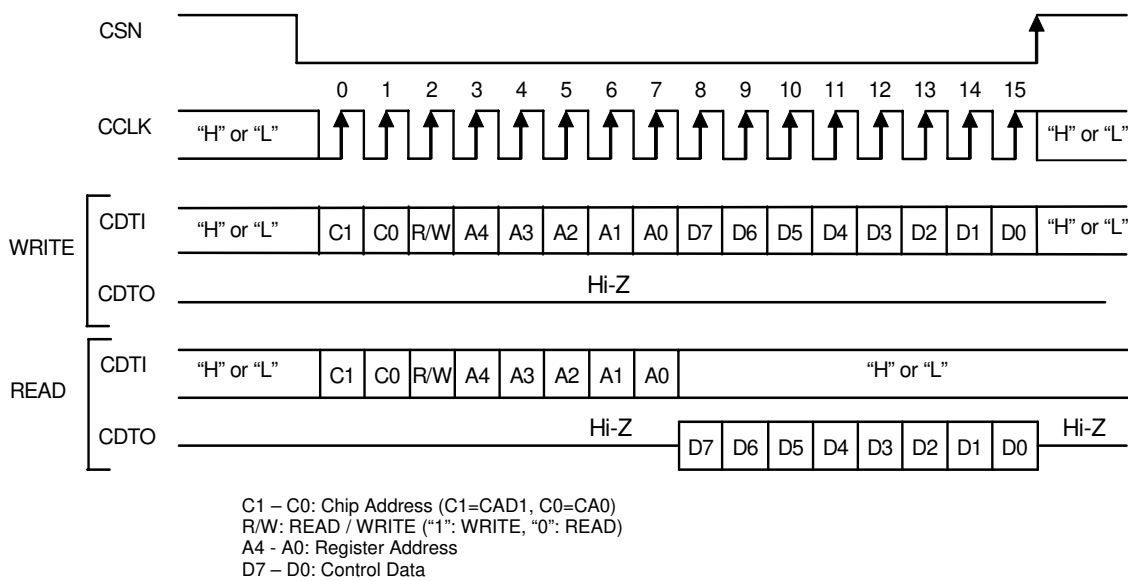 CSN
0 1 2 3 4 5 6 7 8 9 10 11 12 13 14 15
CCLK “H” or “L” “H” or “L”
WRITE
CDTI “H” or “L” C1 C0 R/W A4 A3 A2 A1 A0 D7 D6 D5 D4 D3 D2 D1 D0 “H” or “L”
CDTO Hi-Z
READ
CDTI “H” or “L” C1 C0 R/W A4 A3 A2 A1 A0 “H” or “L”
CDTO Hi-Z D7 D6 D5 D4 D3 D2 D1 D0 Hi-Z
C1 – C0: Chip Address (C1=CAD1, C0=CA0)
R/W: READ / WRITE (“1”: WRITE, “0”: READ)
A4 - A0: Register Address
D7 – D0: Control Data